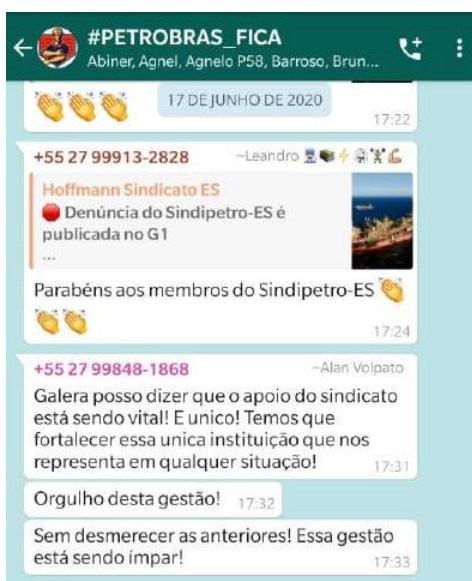 #PETROBRAS_FICA
Abiner, Agnel, Agnelo P58, Barroso, Brun...
17 DE JUNHO DE 2020
17:22
+55 27 99913-2828 ~Leandro
Hoffmann Sindicato ES
Denúncia do Sindipetro-ES é
publicada no G1
...
Parabéns aos membros do Sindipetro-ES
17:24
+55 27 99848-1868 ~Alan Volpato
Galera posso dizer que o apoio do sindicato
está sendo vital! E unico! Temos que
fortalecer essa unica instituição que nos
representa em qualquer situação! 17:31
Orgulho desta gestão! 17:32
Sem desmerecer as anteriores! Essa gestão
está sendo ímpar! 17:33